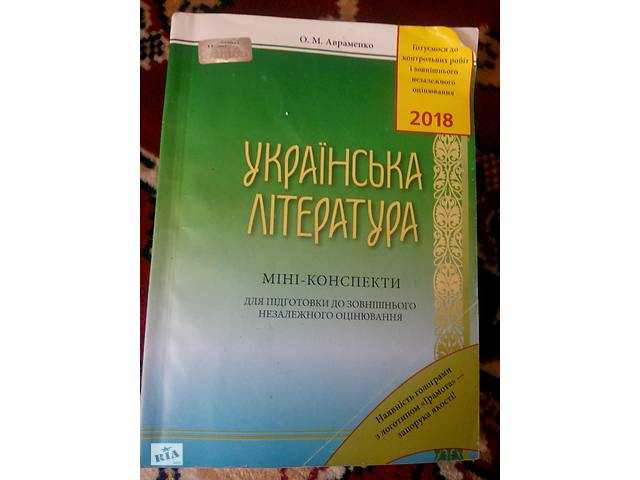 О. М. Авраменко
Готуємося до
контрольних робіт
і зовнішнього
незалежного
оцінювання
2018
УКРАЇНСЬКА
ЛІТЕРАТУРА
МІНІ-КОНСПЕКТИ
ДЛЯ ПІДГОТОВКИ ДО ЗОВНІШНЬОГО
НЕЗАЛЕЖНОГО ОЦІНЮВАННЯ
Наявність голограми
з логотипом «Грамота» —
запорука якості!
RIA